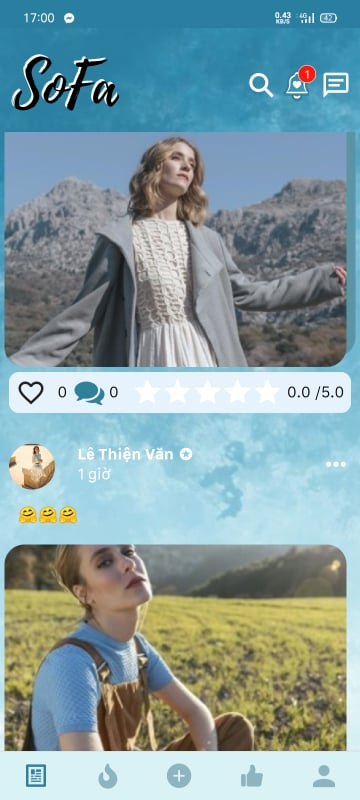 17:00
0.43
KB/S
4G
42
SoFa
1
0
0
0.0 /5.0
Lê Thiện Văn
1 giờ
🤗🤗🤗